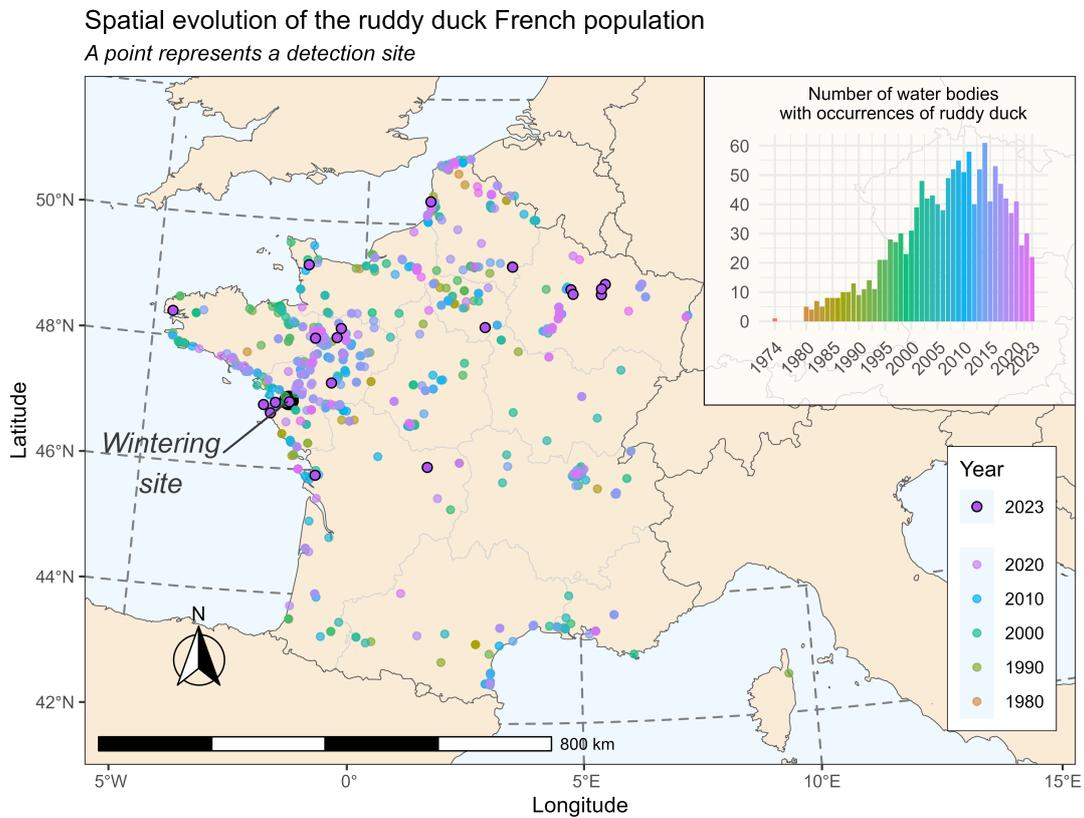 Spatial evolution of the ruddy duck French population
A point represents a detection site
Number of water bodies
with occurrences of ruddy duck
60
50
40
30
20
10
0
1974
1980
1985
1990
1995
2000
2005
2010
2015
2020
2023
50°N
48°N
46°N
44°N
42°N
Latitude
Wintering
site
Year
2023
2020
2010
2000
1990
1980
N
800 km
5°W
0°
5°E
10°E
15°E
Longitude